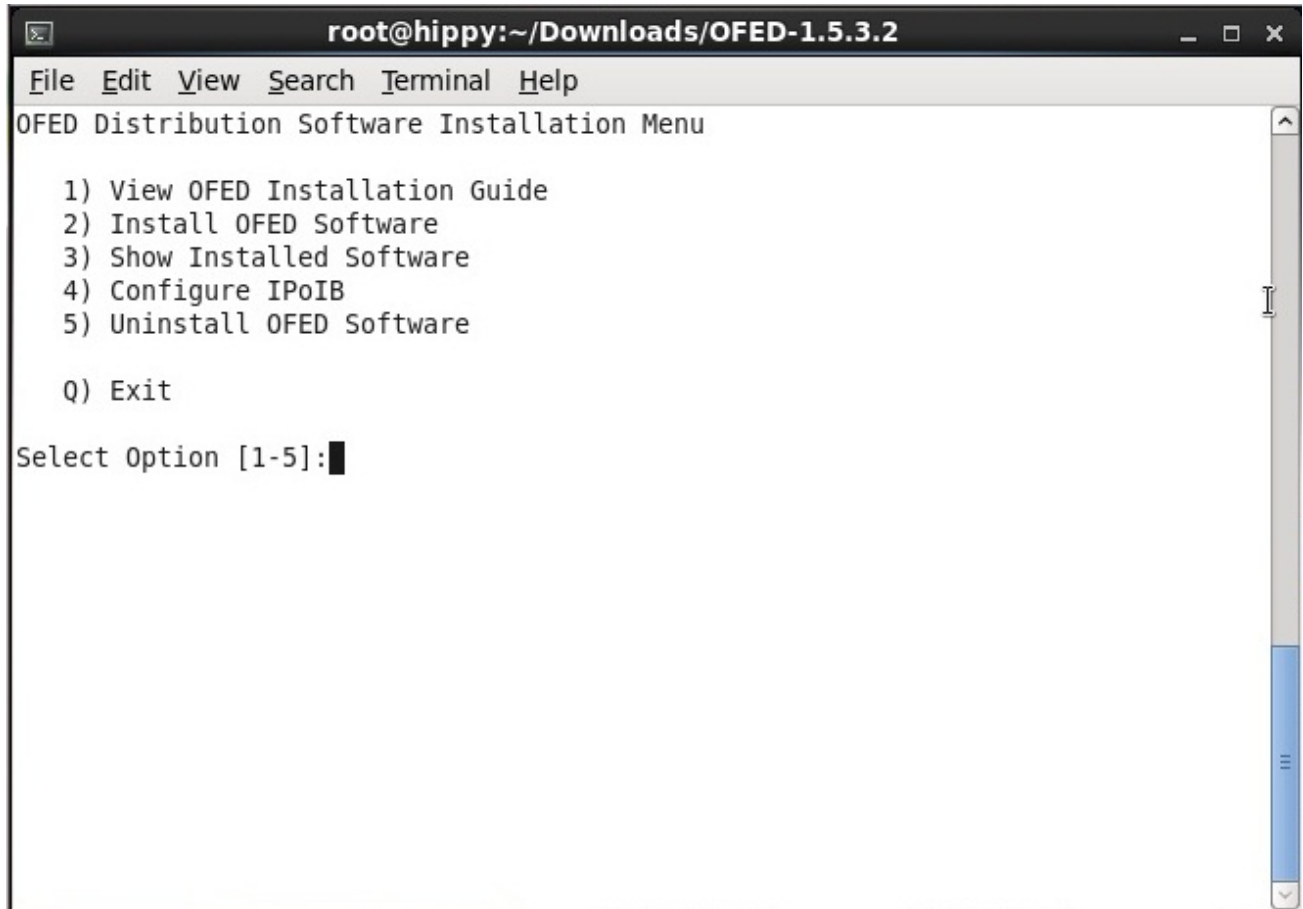 root@hippy:~/Downloads/OFED-1.5.3.2
File Edit View Search Terminal Help
OFED Distribution Software Installation Menu
1) View OFED Installation Guide
2) Install OFED Software
3) Show Installed Software
4) Configure IPoIB
5) Uninstall OFED Software
Q) Exit
Select Option [1-5]: